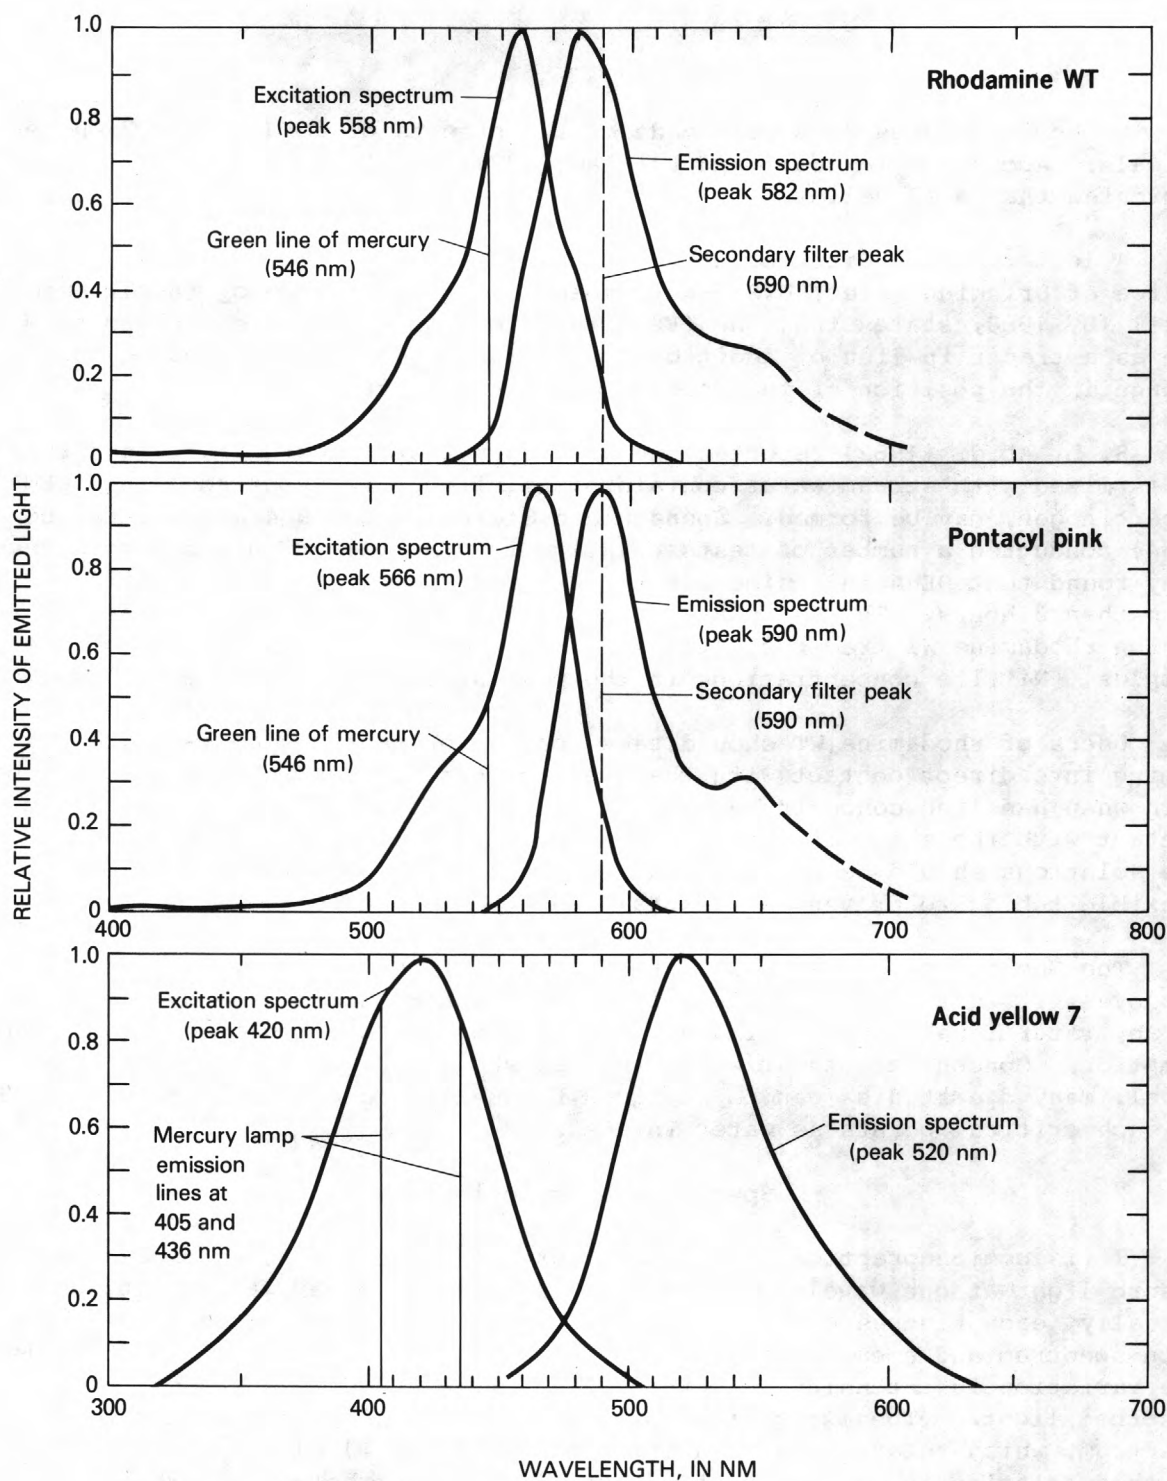 1.0
0.8
0.6
0.4
0.2
0
Rhodamine WT
Excitation spectrum
(peak 558 nm)
Emission spectrum
(peak 582 nm)
Green line of mercury
(546 nm)
Secondary filter peak
(590 nm)
400 500 600 700 800
RELATIVE INTENSITY OF EMITTED LIGHT
1.0
0.8
0.6
0.4
0.2
0
Pontacyl pink
Excitation spectrum
(peak 566 nm)
Emission spectrum
(peak 590 nm)
Secondary filter peak
(590 nm)
Green line of mercury
(546 nm)
400 500 600 700 800
1.0
0.8
0.6
0.4
0.2
0
Acid yellow 7
Excitation spectrum
(peak 420 nm)
Mercury lamp
emission
lines at
405 and
436 nm
Emission spectrum
(peak 520 nm)
300 400 500 600 700
WAVELENGTH, IN NM